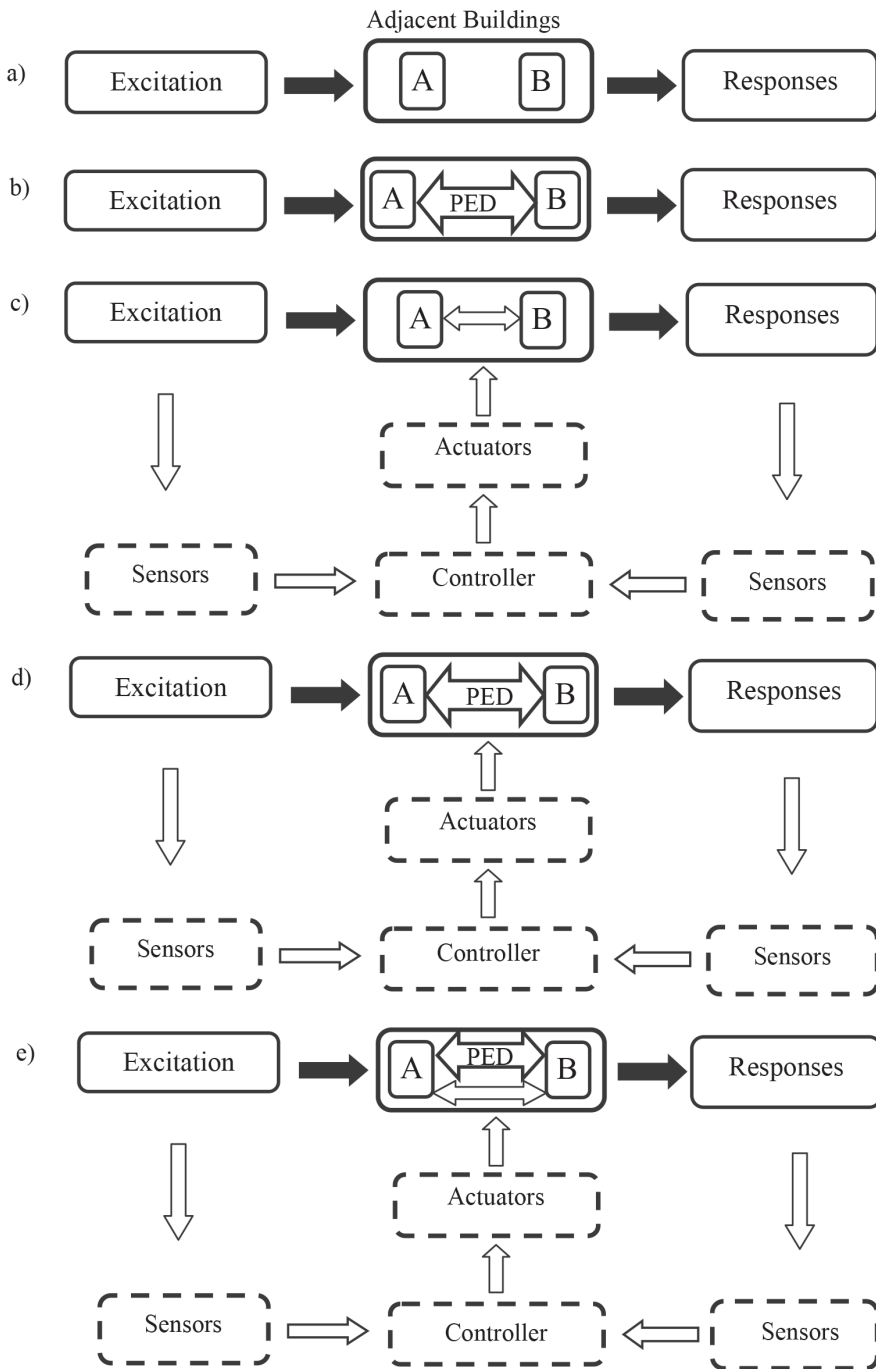 Adjacent Buildings
a) Excitation A B Responses
b) Excitation A PED B Responses
c) Excitation A B Responses
Actuators
Sensors Controller Sensors
d) Excitation A PED B Responses
Actuators
Sensors Controller Sensors
e) Excitation A PED B Responses
Actuators
Sensors Controller Sensors